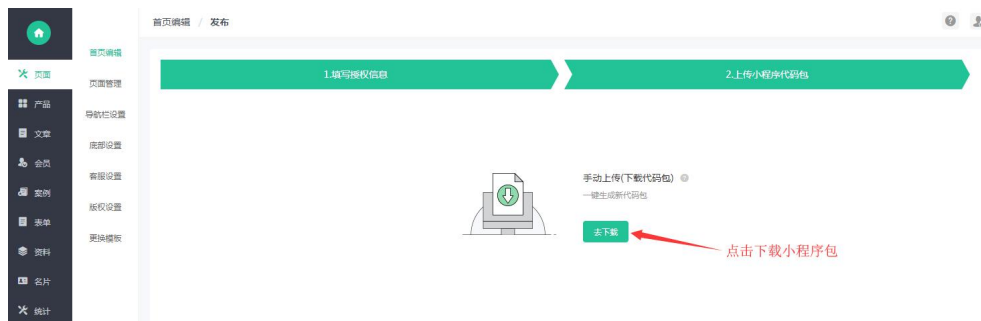 首页编辑 / 发布
页面
产品
文章
会员
案例
表单
资料
名片
统计
首页编辑
页面管理
导航栏设置
底部设置
客服设置
版权设置
更换模板
1.填写授权信息
2.上传小程序代码包
手动上传(下载代码包)
一键生成新代码包
去下载
点击下载小程序包